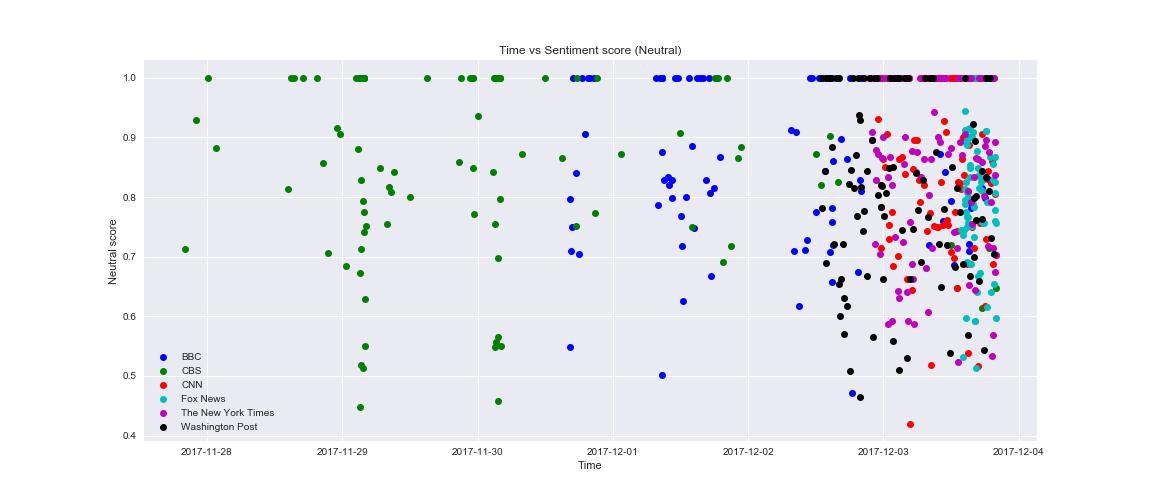 Time vs Sentiment score (Neutral)
1.0
0.9
0.8
0.7
0.6
0.5
0.4
Neutral score
BBC
CBS
CNN
Fox News
The New York Times
Washington Post
2017-11-28 2017-11-29 2017-11-30 2017-12-01 2017-12-02 2017-12-03 2017-12-04
Time